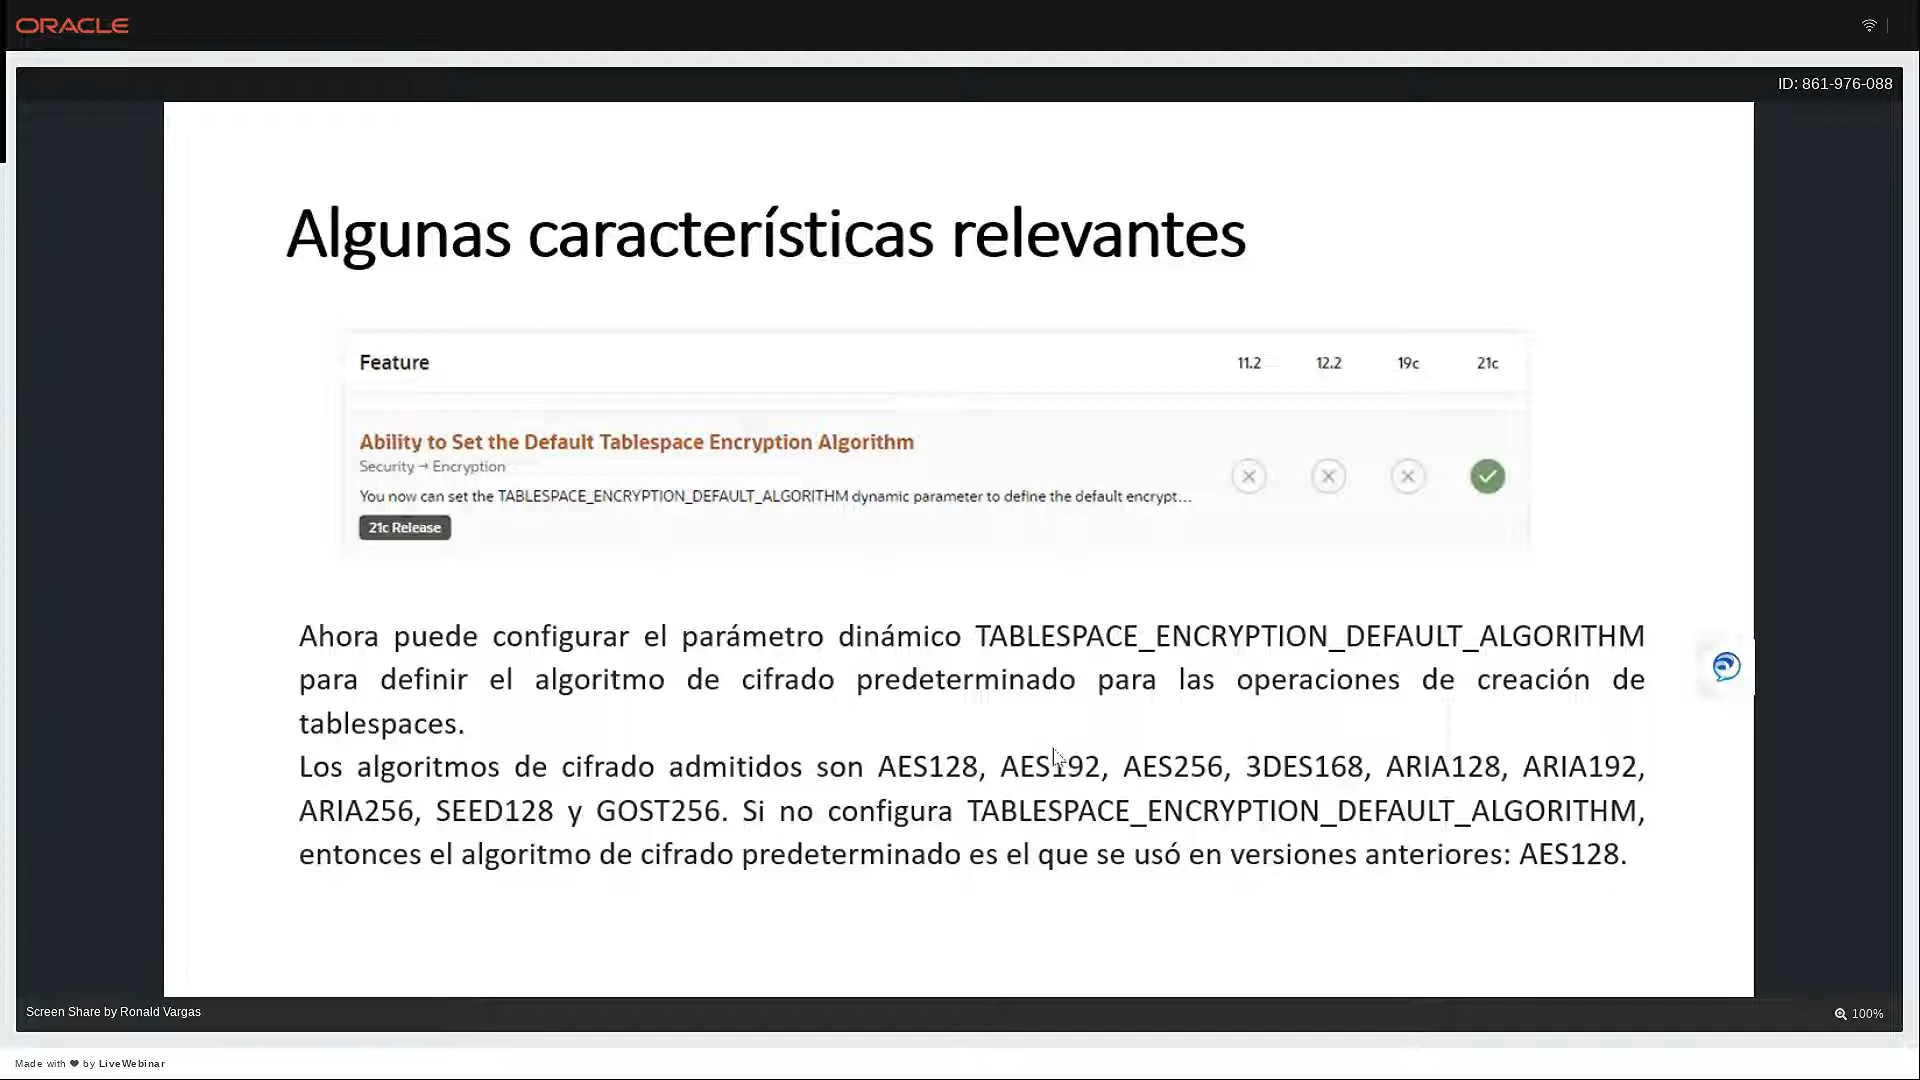 ORACLE
ID: 861-976-088
Algunas características relevantes
Feature 11.2 12.2 19c 21c
Ability to Set the Default Tablespace Encryption Algorithm
Security → Encryption
You now can set the TABLESPACE_ENCRYPTION_DEFAULT_ALGORITHM dynamic parameter to define the default encrypt...
21c Release
Ahora puede configurar el parámetro dinámico TABLESPACE_ENCRYPTION_DEFAULT_ALGORITHM
para definir el algoritmo de cifrado predeterminado para las operaciones de creación de
tablespaces.
Los algoritmos de cifrado admitidos son AES128, AES192, AES256, 3DES168, ARIA128, ARIA192,
ARIA256, SEED128 y GOST256. Si no configura TABLESPACE_ENCRYPTION_DEFAULT_ALGORITHM,
entonces el algoritmo de cifrado predeterminado es el que se usó en versiones anteriores: AES128.
Screen Share by Ronald Vargas
100%
Made with ❤ by LiveWebinar